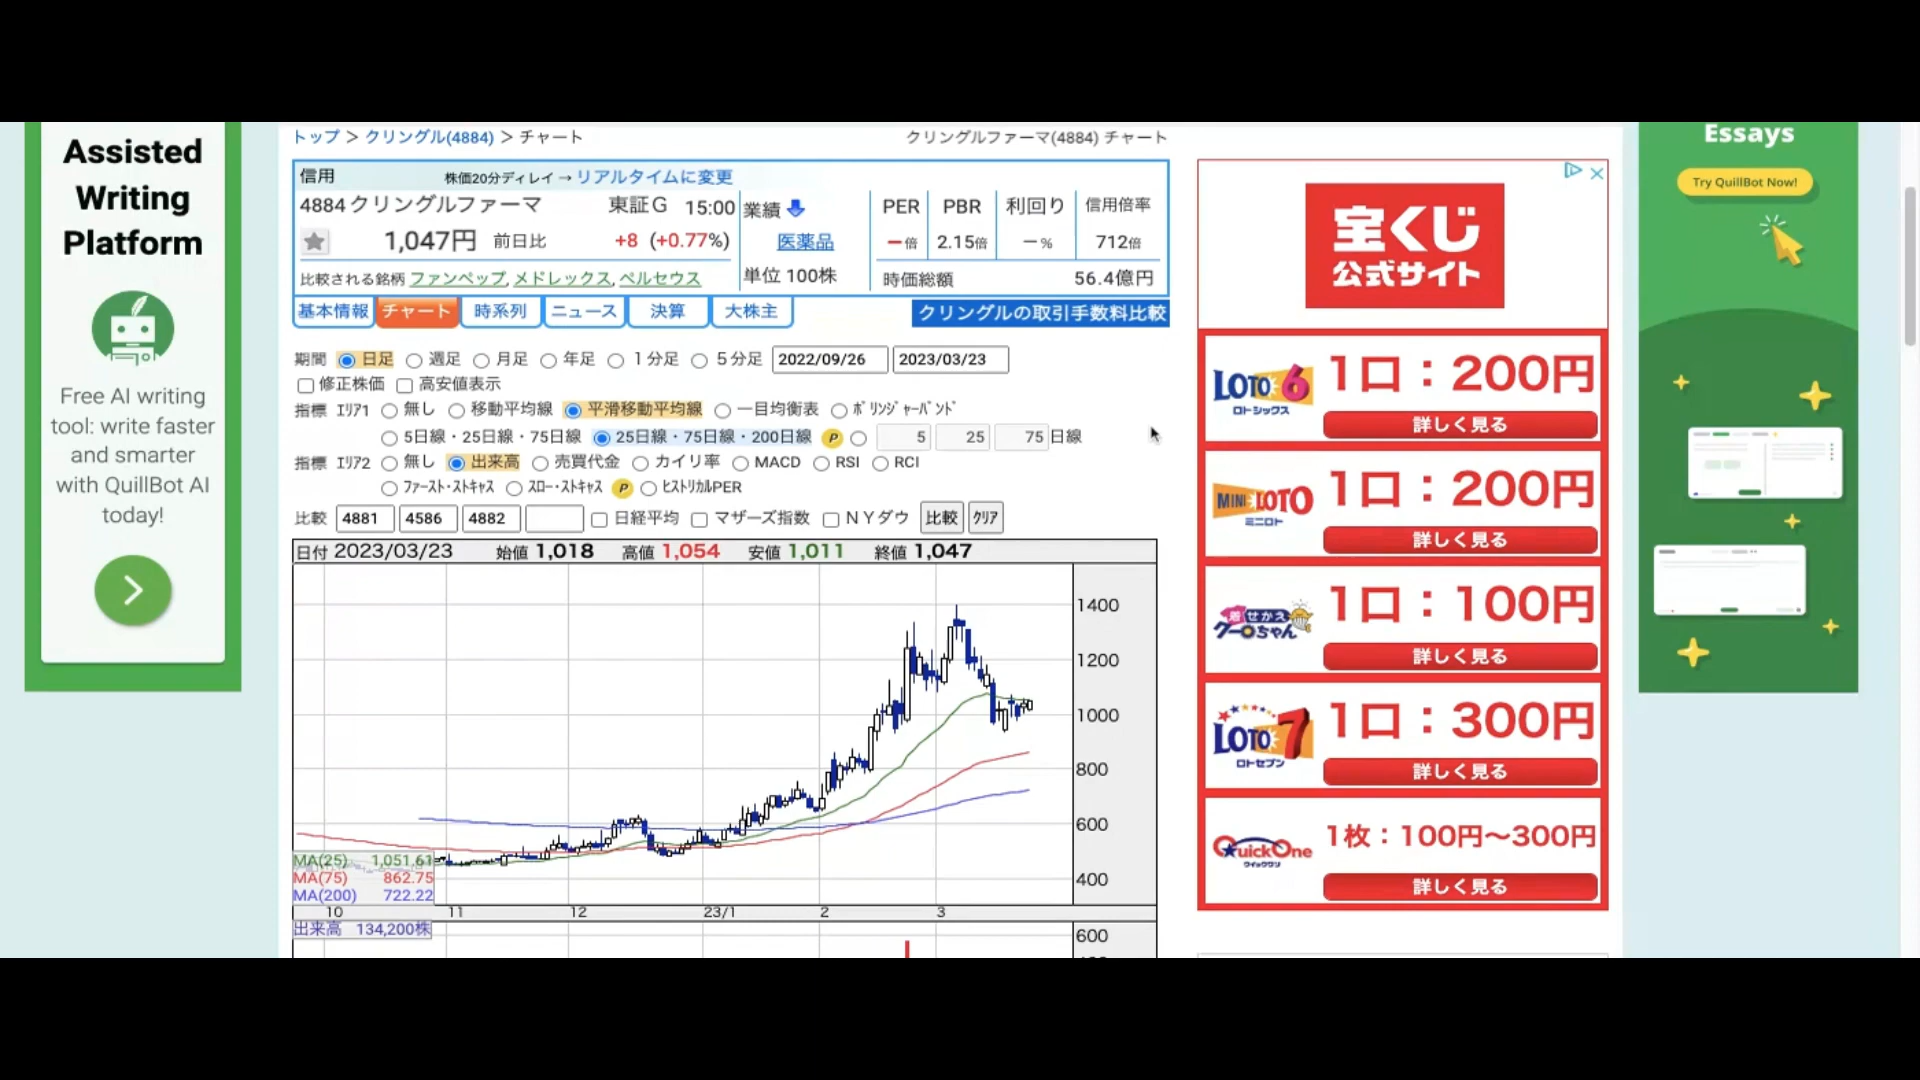 Assisted
Writing
Platform
Free AI writing
tool: write faster
and smarter
with QuillBot AI
today!
トップ > クリングル(4884) > チャート
クリングルファーマ(4884) チャート
信用 株価20分ディレイ → リアルタイムに変更
4884 クリングルファーマ 東証G 15:00
1,047円 前日比 +8 (+0.77%)
比較される銘柄 ファンペップ, メドレックス, ペルセウス
業績
医薬品
単位 100株
PER PBR 利回り 信用倍率
－倍 2.15倍 －% 712倍
時価総額 56.4億円
基本情報 チャート 時系列 ニュース 決算 大株主
クリングルの取引手数料比較
期間 日足 週足 月足 年足 1分足 5分足 2022/09/26 2023/03/23
修正株価 高安値表示
指標 ｴﾘｱ1 無し 移動平均線 平滑移動平均線 一目均衡表 ﾎﾞﾘﾝｼﾞｬｰﾊﾞﾝﾄﾞ
5日線・25日線・75日線 25日線・75日線・200日線 P 5 25 75 日線
指標 ｴﾘｱ2 無し 出来高 売買代金 カイリ率 MACD RSI RCI
ﾌｧｰｽﾄ･ｽﾄｷｬｽ ｽﾛｰ･ｽﾄｷｬｽ P ﾋｽﾄﾘｶﾙPER
比較 4881 4586 4882 日経平均 マザーズ指数 NYダウ 比較 ｸﾘｱ
日付 2023/03/23 始値 1,018 高値 1,054 安値 1,011 終値 1,047
1400
1200
1000
800
600
400
MA(25) 1,051.61
MA(75) 862.75
MA(200) 722.22
10 11 12 23/1 2 3
出来高 134,200株
600
宝くじ
公式サイト
LOTO 6
ロトシックス
1口：200円
詳しく見る
MINI LOTO
ミニロト
1口：200円
詳しく見る
着せかえ
クーちゃん
1口：100円
詳しく見る
LOTO 7
ロトセブン
1口：300円
詳しく見る
QuickOne
クイックワン
1枚：100円～300円
詳しく見る
Essays
Try QuillBot Now!